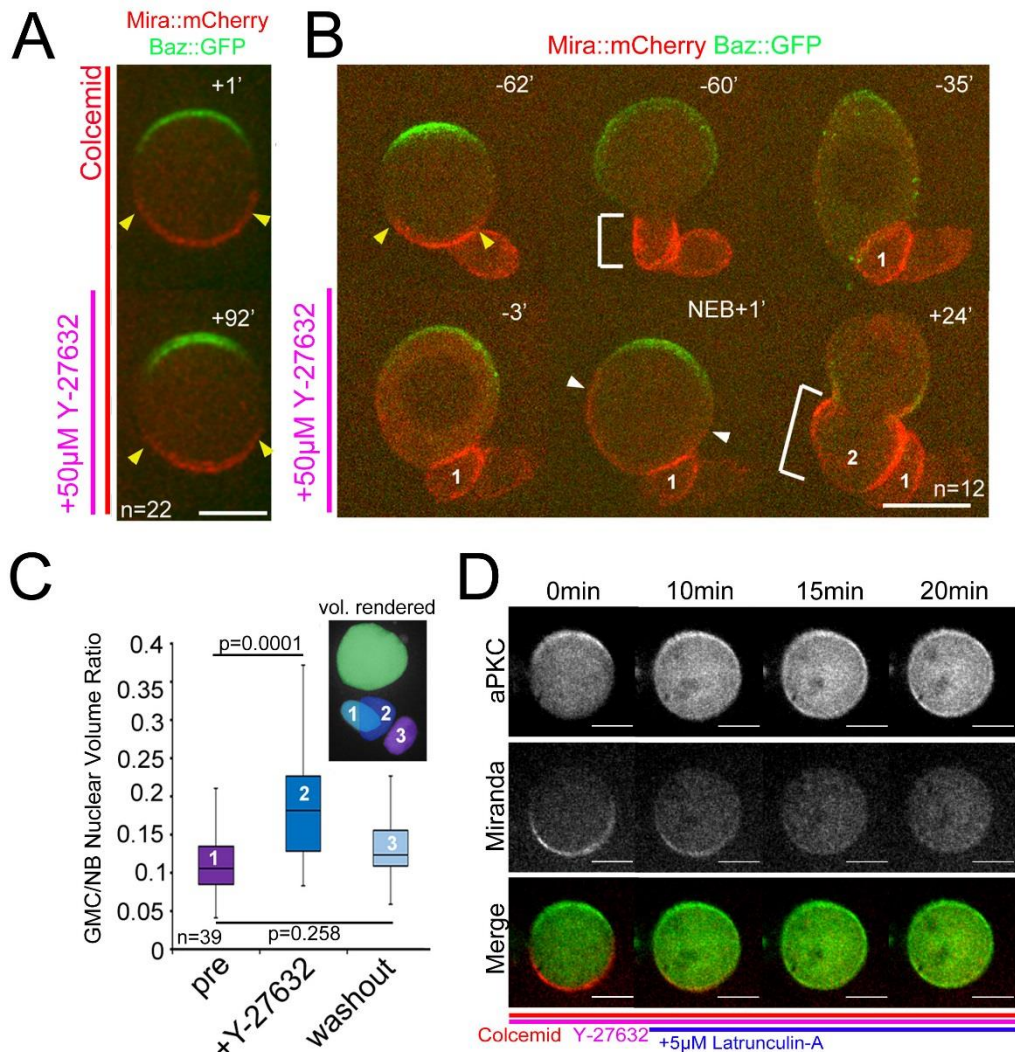 A
Mira::mCherry
Baz::GFP
Colcemid
+50µM Y-27632
+1’
+92’
n=22
B
Mira::mCherry Baz::GFP
+50µM Y-27632
-62’
-60’
-35’
1
-3’
NEB+1’
+24’
1
1
2
1
n=12
C
GMC/NB Nuclear Volume Ratio
0.4
0.35
0.3
0.25
0.2
0.15
0.1
0.05
0
p=0.0001
vol. rendered
1
2
3
2
1
3
n=39
p=0.258
pre
+Y-27632
washout
D
0min 10min 15min 20min
aPKC
Miranda
Merge
Colcemid Y-27632
+5µM Latrunculin-A